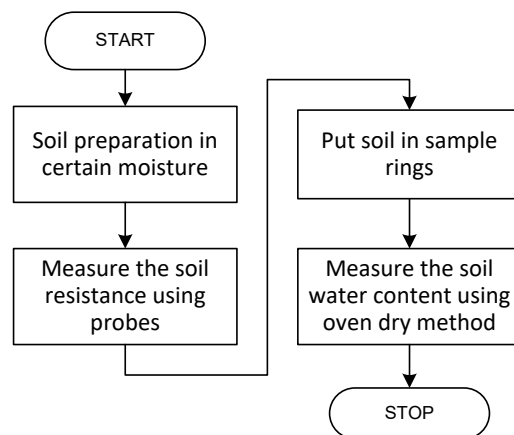 START
Soil preparation in
certain moisture
Measure the soil
resistance using
probes
Put soil in sample
rings
Measure the soil
water content using
oven dry method
STOP